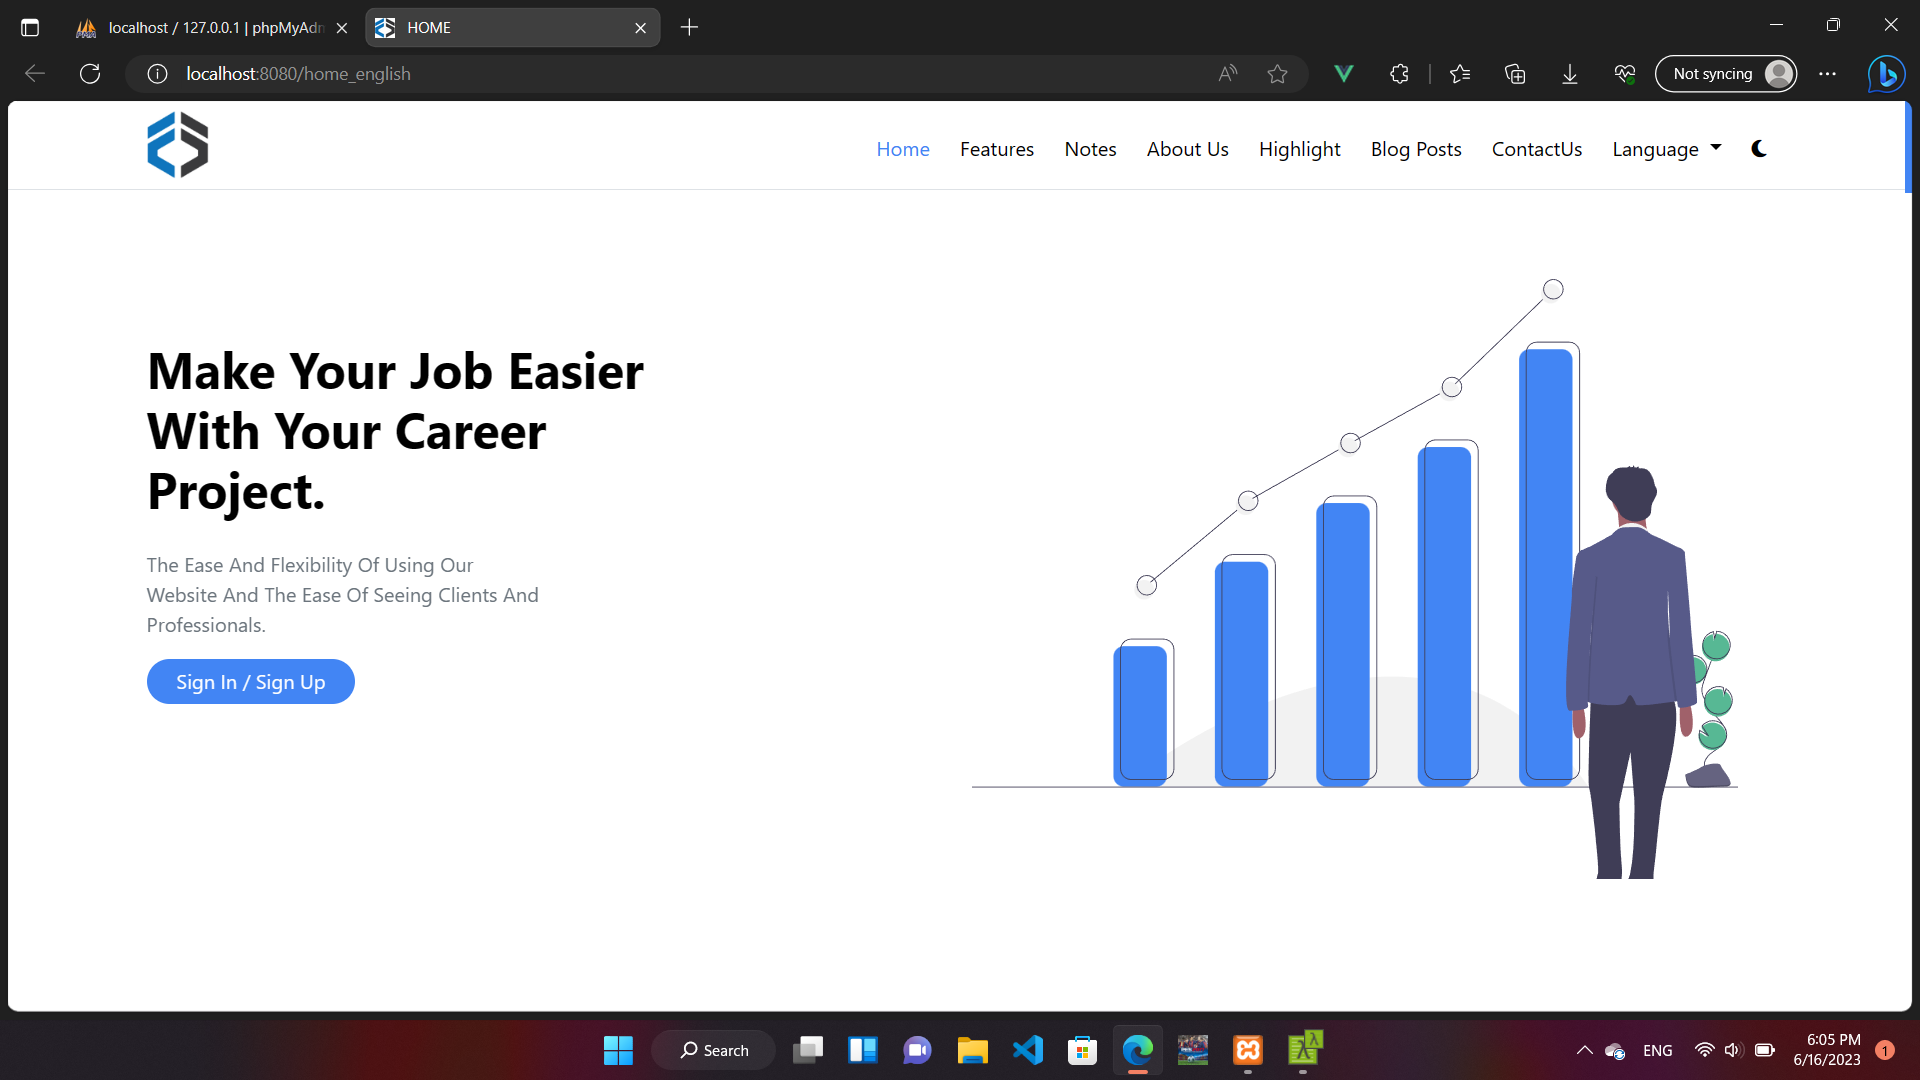 localhost / 127.0.0.1 | phpMyAdm
HOME
localhost:8080/home_english
Not syncing
Home
Features
Notes
About Us
Highlight
Blog Posts
ContactUs
Language
Make Your Job Easier
With Your Career
Project.
The Ease And Flexibility Of Using Our
Website And The Ease Of Seeing Clients And
Professionals.
Sign In / Sign Up
Search
ENG
6:05 PM
6/16/2023
1